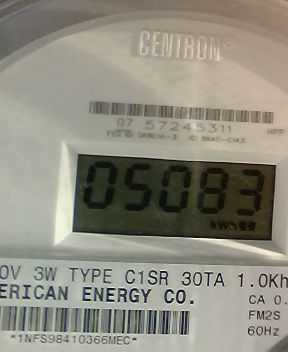 CENTRON®
07 57245311
HPP
05083
kWh
0V 3W TYPE C1SR 30TA 1.0Kh
ERICAN ENERGY CO.
CA 0.
FM2S
60Hz
*1NFS98410366MEC*